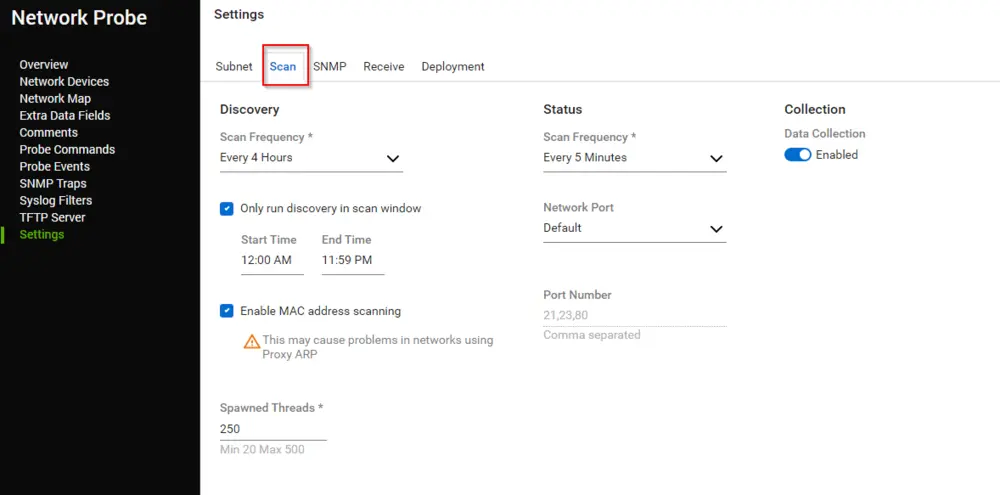 Network Probe
Overview
Network Devices
Network Map
Extra Data Fields
Comments
Probe Commands
Probe Events
SNMP Traps
Syslog Filters
TFTP Server
Settings
Settings
Subnet Scan SNMP Receive Deployment
Discovery
Scan Frequency *
Every 4 Hours
Only run discovery in scan window
Start Time End Time
12:00 AM 11:59 PM
Enable MAC address scanning
This may cause problems in networks using
Proxy ARP
Spawned Threads *
250
Min 20 Max 500
Status
Scan Frequency *
Every 5 Minutes
Network Port
Default
Port Number
21,23,80
Comma separated
Collection
Data Collection
Enabled